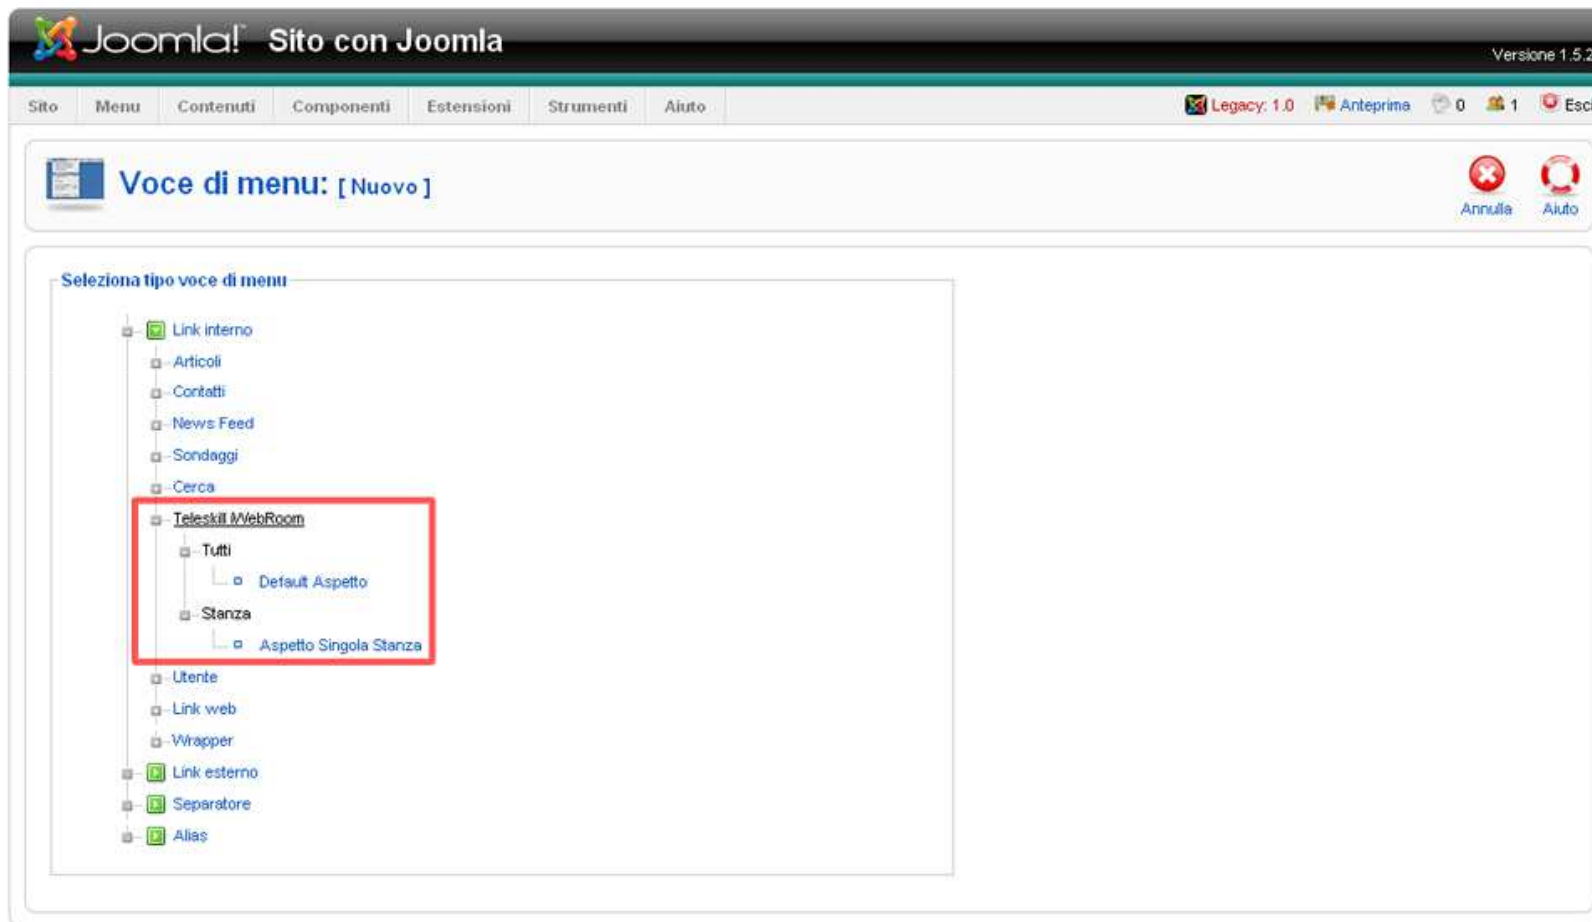 Joomla! Sito con Joomla
Versione 1.5.2
Sito Menu Contenuti Componenti Estensioni Strumenti Aiuto Legacy: 1.0 Anteprima 0 1 Esci
Voce di menu: [ Nuovo ]
Annulla Aiuto
Seleziona tipo voce di menu
Link interno
Articoli
Contatti
News Feed
Sondaggi
Cerca
Teleskill iWebRoom
Tutti
Default Aspetto
Stanza
Aspetto Singola Stanza
Utente
Link web
Wrapper
Link esterno
Separatore
Alias